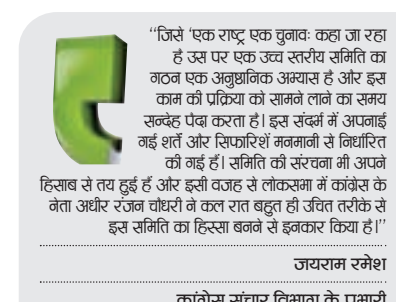 “जिसे ‘एक राष्ट्र एक चुनावः कहा जा रहा
है उस पर एक उच्च स्तरीय समिति का
गठन एक अनुष्ठानिक अभ्यास है और इस
काम की प्रक्रिया को सामने लाने का समय
सन्देह पैदा करता है। इस संदर्भ में अपनाई
गई शर्तें और सिफारिशें मनमानी से निर्धारित
की गई हैं। समिति की संरचना भी अपने
हिसाब से तय हुई हैं और इसी वजह से लोकसभा में कांग्रेस के
नेता अधीर रंजन चौधरी ने कल रात बहुत ही उचित तरीके से
इस समिति का हिस्सा बनने से इनकार किया है।”
जयराम रमेश
कांग्रेस संचार विभाग के प्रभारी